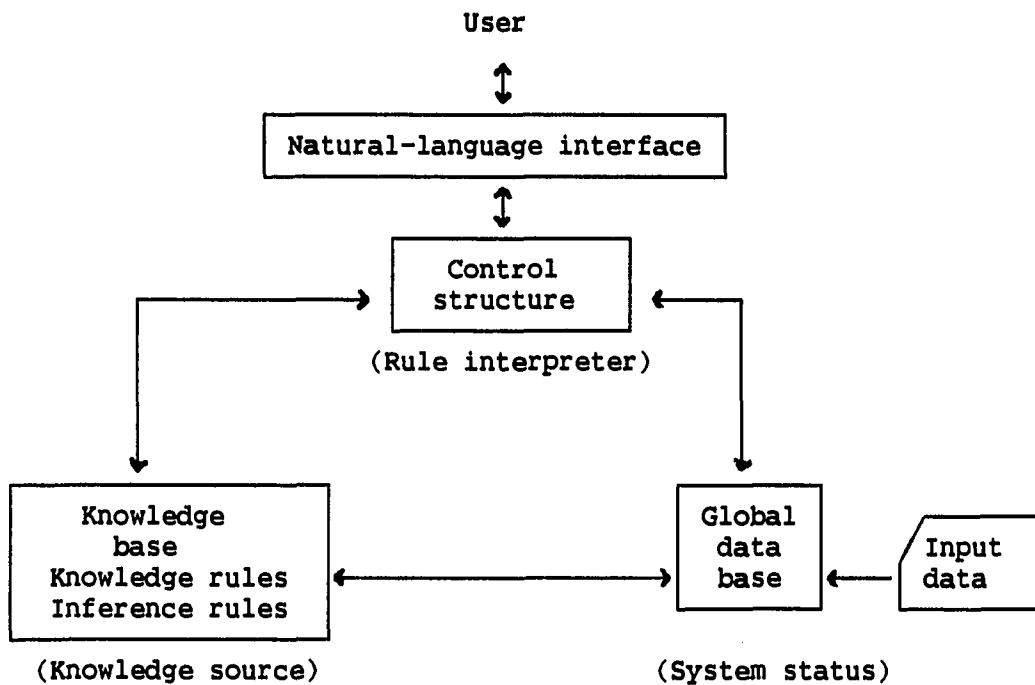 User
Natural-language interface
Control
structure
(Rule interpreter)
Knowledge
base
Knowledge rules
Inference rules
(Knowledge source)
Global
data
base
(System status)
Input
data